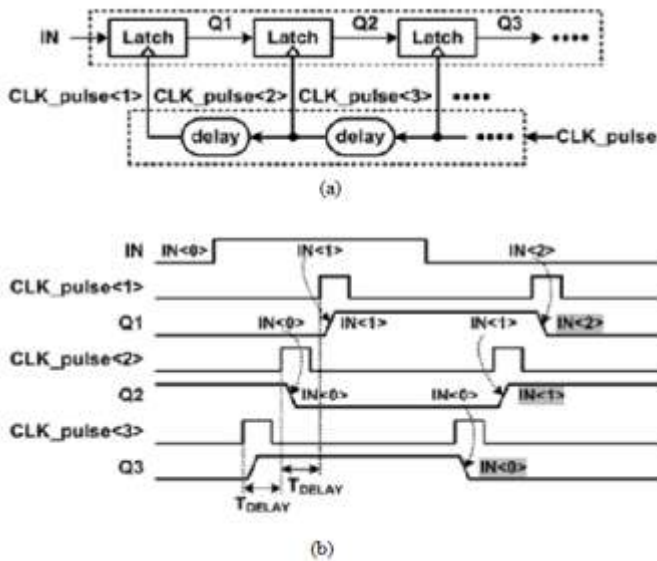 IN Latch Q1 Latch Q2 Latch Q3
CLK_pulse<1> CLK_pulse<2> CLK_pulse<3>
delay delay CLK_pulse
(a)
IN IN<0> IN<1> IN<2>
CLK_pulse<1>
Q1 IN<0> IN<1> IN<1> IN<2>
CLK_pulse<2>
Q2 IN<0> IN<0> IN<1>
CLK_pulse<3>
Q3 IN<0>
TDELAY TDELAY
(b)